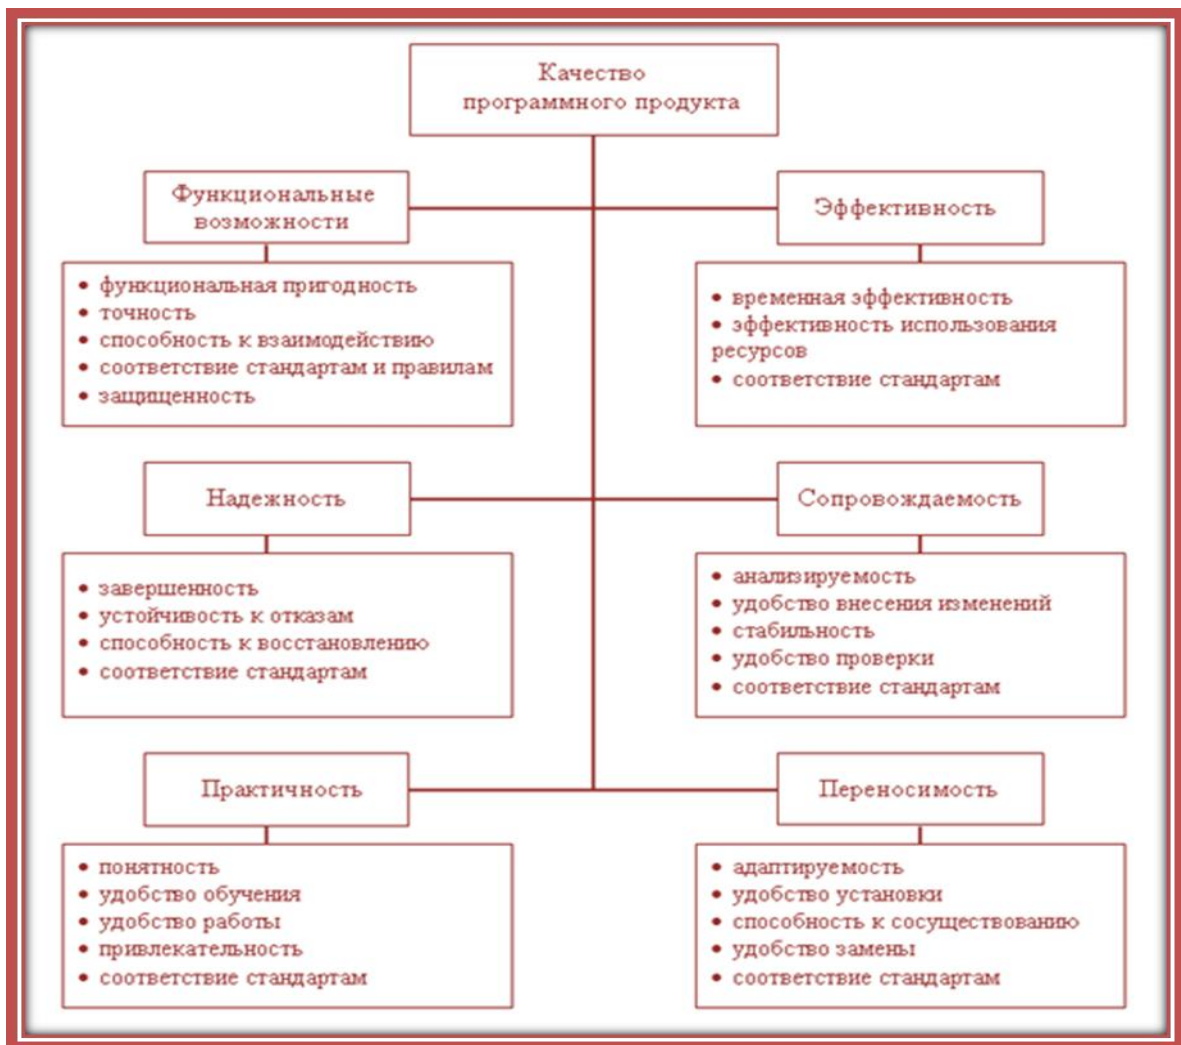 Качество
программного продукта
Функциональные
возможности
• функциональная пригодность
• точность
• способность к взаимодействию
• соответствие стандартам и правилам
• защищенность
Эффективность
• временная эффективность
• эффективность использования
ресурсов
• соответствие стандартам
Надежность
• завершенность
• устойчивость к отказам
• способность к восстановлению
• соответствие стандартам
Сопровождаемость
• анализируемость
• удобство внесения изменений
• стабильность
• удобство проверки
• соответствие стандартам
Практичность
• понятность
• удобство обучения
• удобство работы
• привлекательность
• соответствие стандартам
Переносимость
• адаптируемость
• удобство установки
• способность к сосуществованию
• удобство замены
• соответствие стандартам